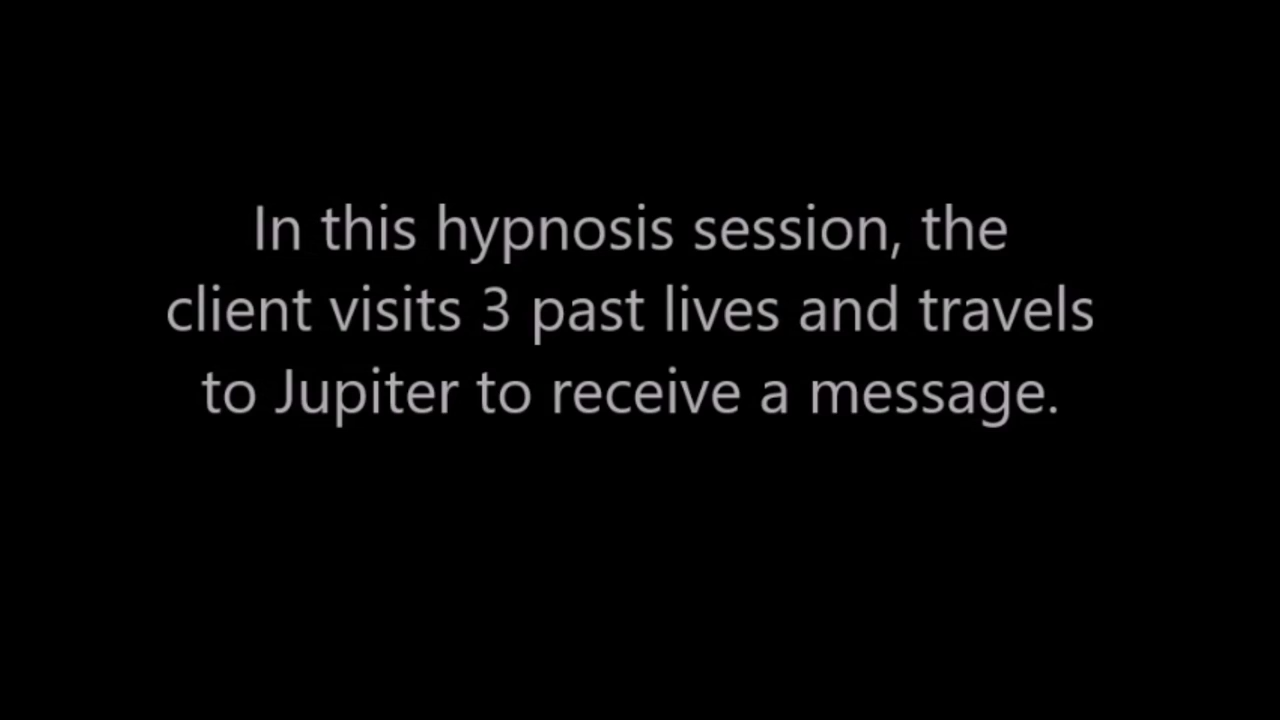 In this hypnosis session, the
client visits 3 past lives and travels
to Jupiter to receive a message.